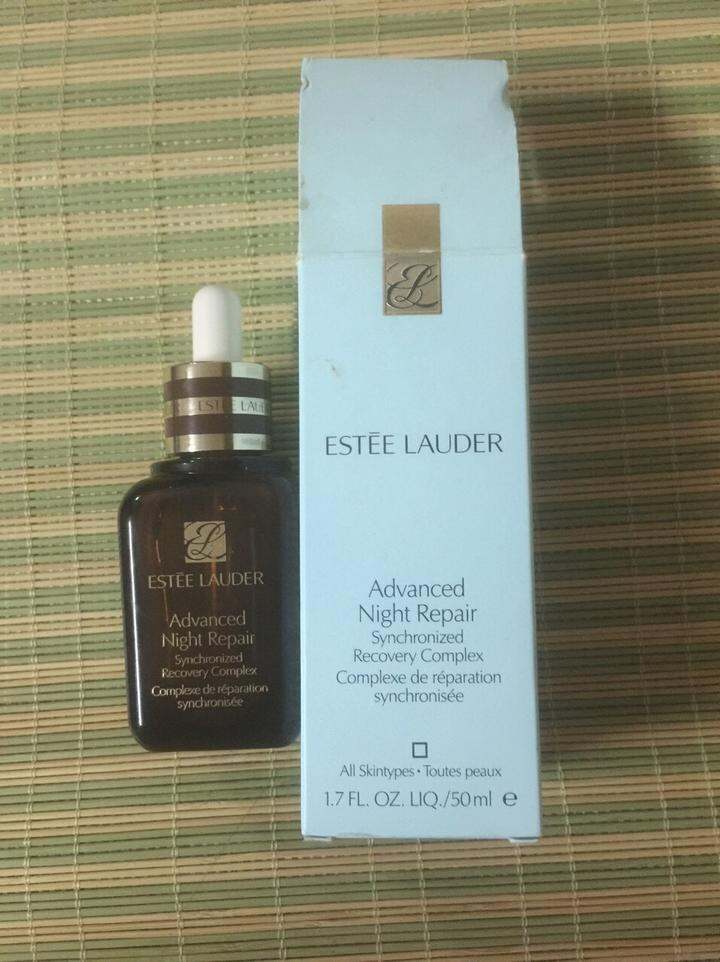 ESTĒE LAUDER
ESTĒE LAUDER
Advanced
Night Repair
Synchronized
Recovery Complex
Complexe de réparation
synchronisée
EL
ESTĒE LAUDER
Advanced
Night Repair
Synchronized
Recovery Complex
Complexe de réparation
synchronisée
All Skintypes • Toutes peaux
1.7 FL. OZ. LIQ./50 ml e